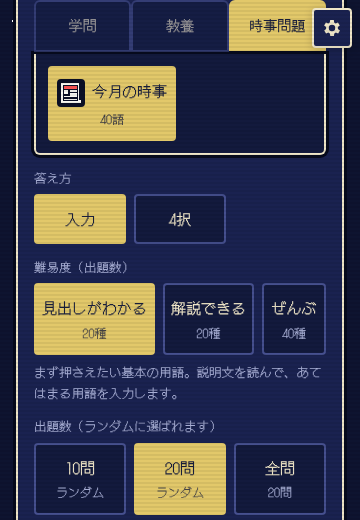 学問
教養
時事問題
今月の時事
40語
答え方
入力
4択
難易度（出題数）
見出しがわかる
20種
解説できる
20種
ぜんぶ
40種
まず押さえたい基本の用語。説明文を読んで、あて
はまる用語を入力します。
出題数（ランダムに選ばれます）
10問
ランダム
20問
ランダム
全問
20問